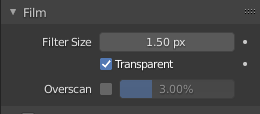 Film
Filter Size 1.50 px
Transparent
Overscan 3.00%